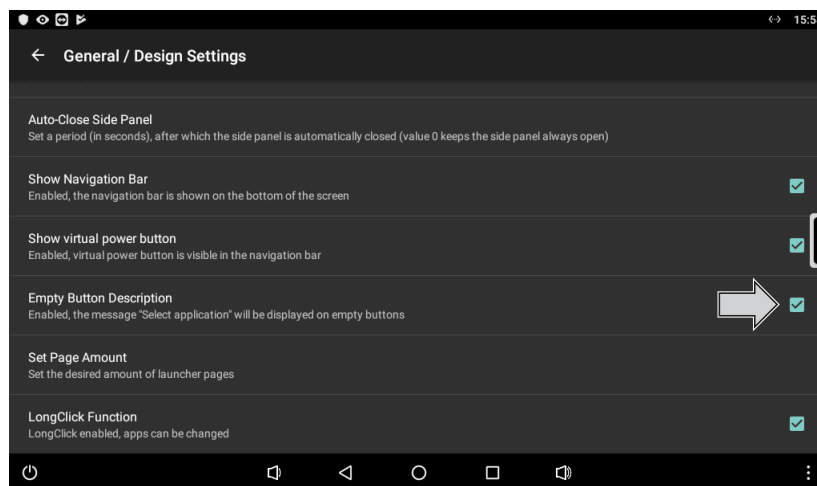 15:5
General / Design Settings
Auto-Close Side Panel
Set a period (in seconds), after which the side panel is automatically closed (value 0 keeps the side panel always open)
Show Navigation Bar
Enabled, the navigation bar is shown on the bottom of the screen
Show virtual power button
Enabled, virtual power button is visible in the navigation bar
Empty Button Description
Enabled, the message "Select application" will be displayed on empty buttons
Set Page Amount
Set the desired amount of launcher pages
LongClick Function
LongClick enabled, apps can be changed